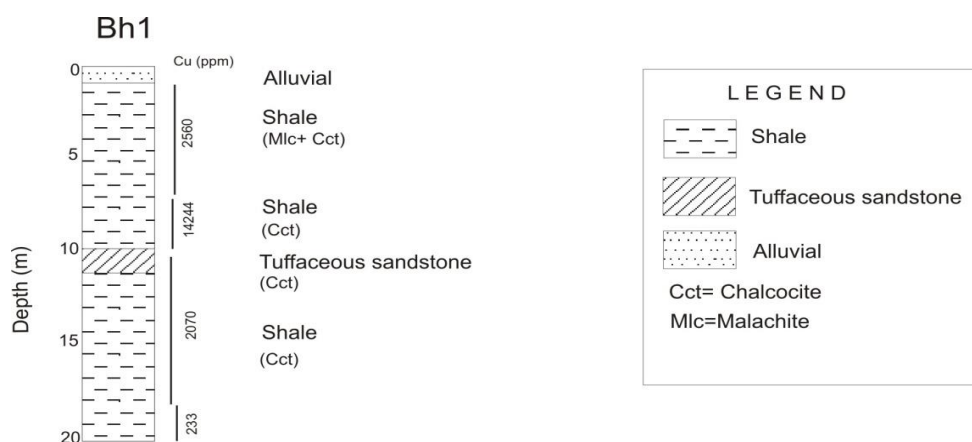 Bh1
Cu (ppm)
0
5
10
15
20
Depth (m)
2560
14244
2070
233
Alluvial
Shale
(Mlc+ Cct)
Shale
(Cct)
Tuffaceous sandstone
(Cct)
Shale
(Cct)
L E G E N D
Shale
Tuffaceous sandstone
Alluvial
Cct= Chalcocite
Mlc=Malachite